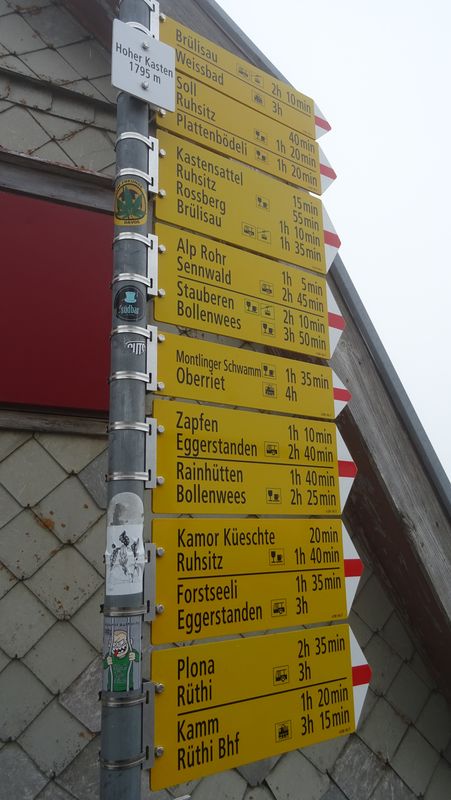 Hoher Kasten
1795 m
Brülisau
Weissbad 2h 10min
3h
Soll 40min
Ruhsitz 1h 20min
Plattenbödeli 1h 20min
Kastensattel 15min
Ruhsitz 55min
Rossberg 1h 10min
Brülisau 1h 35min
Alp Rohr 1h 5min
Sennwald 2h 45min
Stauberen 2h 10min
Bollenwees 3h 50min
Montlinger Schwamm 1h 35min
Oberriet 4h
Zapfen 1h 10min
Eggerstanden 2h 40min
Rainhütten 1h 40min
Bollenwees 2h 25min
Kamor Küeschte 20min
Ruhsitz 1h 40min
Forstseeli 1h 35min
Eggerstanden 3h
Plona 2h 35min
Rüthi 3h
Kamm 1h 20min
Rüthi Bhf 3h 15min
südbar